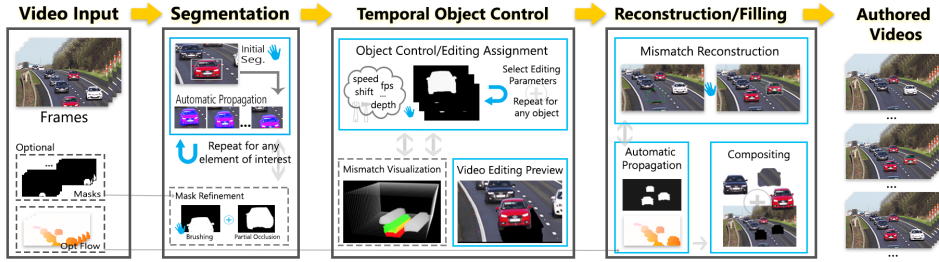 Video Input
Segmentation
Temporal Object Control
Reconstruction/Filling
Authored
Videos
Frames
Optional
...
Masks
Opt Flow
Initial
Seg.
Automatic Propagation
...
Repeat for any
element of interest
Mask Refinement
Brushing
Partial Occlusion
Object Control/Editing Assignment
speed
fps
shift
...
depth
Select Editing
Parameters
Repeat for
any object
Mismatch Visualization
Video Editing Preview
Mismatch Reconstruction
Automatic
Propagation
Compositing
...
...
...